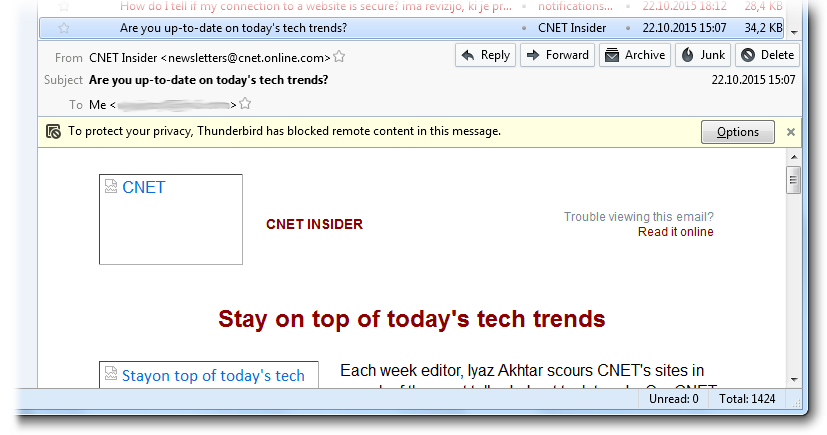 How do I tell if my connection to a website is secure? ima revizijo, ki je pr... • notifications... • 22.10.2015 18:12 28,4 KB
Are you up-to-date on today's tech trends? • CNET Insider • 22.10.2015 15:07 34,2 KB
From CNET Insider <newsletters@cnet.online.com> Reply Forward Archive Junk Delete
Subject Are you up-to-date on today's tech trends? 22.10.2015 15:07
To Me < >
To protect your privacy, Thunderbird has blocked remote content in this message. Options ×
CNET
CNET INSIDER
Trouble viewing this email?
Read it online
Stay on top of today's tech trends
Stayon top of today's tech
Each week editor, Iyaz Akhtar scours CNET's sites in
Unread: 0 Total: 1424